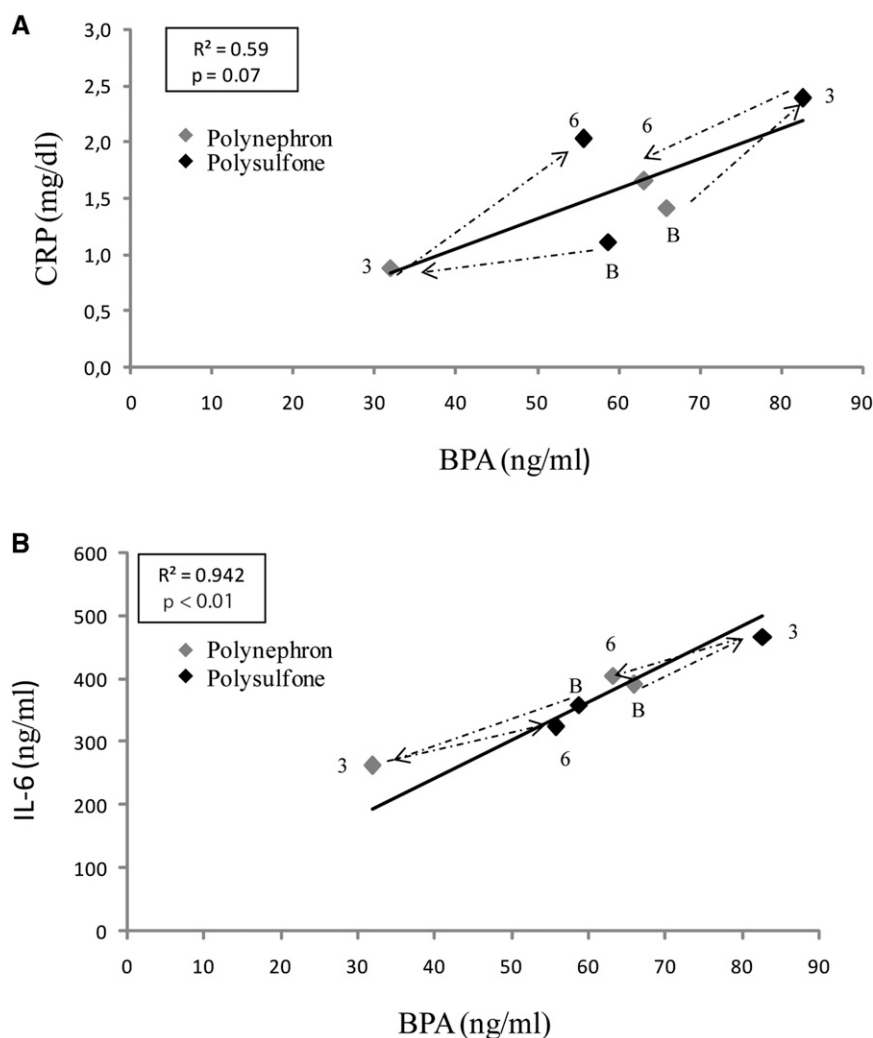 A
R² = 0.59
p = 0.07
Polynephron
Polysulfone
CRP (mg/dl)
3,0
2,5
2,0
1,5
1,0
0,5
0,0
3
6
6
3
B
B
0 10 20 30 40 50 60 70 80 90
BPA (ng/ml)
B
R² = 0.942
p < 0.01
Polynephron
Polysulfone
IL-6 (ng/ml)
600
500
400
300
200
100
0
3
6
B
B
6
3
0 10 20 30 40 50 60 70 80 90
BPA (ng/ml)